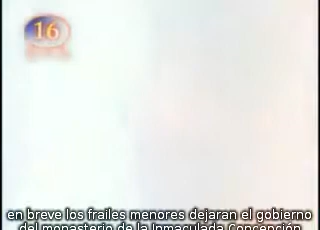 16
en breve los frailes menores dejaran el gobierno
del monasterio de la Inmaculada Concepción